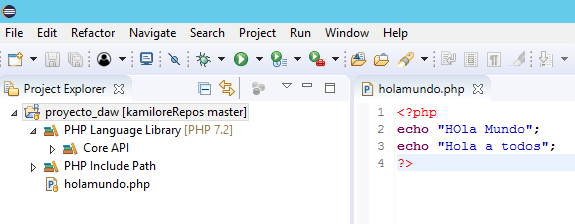 File Edit Refactor Navigate Search Project Run Window Help
Project Explorer
proyecto_daw [kamiloreRepos master]
PHP Language Library [PHP 7.2]
Core API
PHP Include Path
holamundo.php
holamundo.php
1 <?php
2 echo "HOla Mundo";
3 echo "Hola a todos";
4 ?>